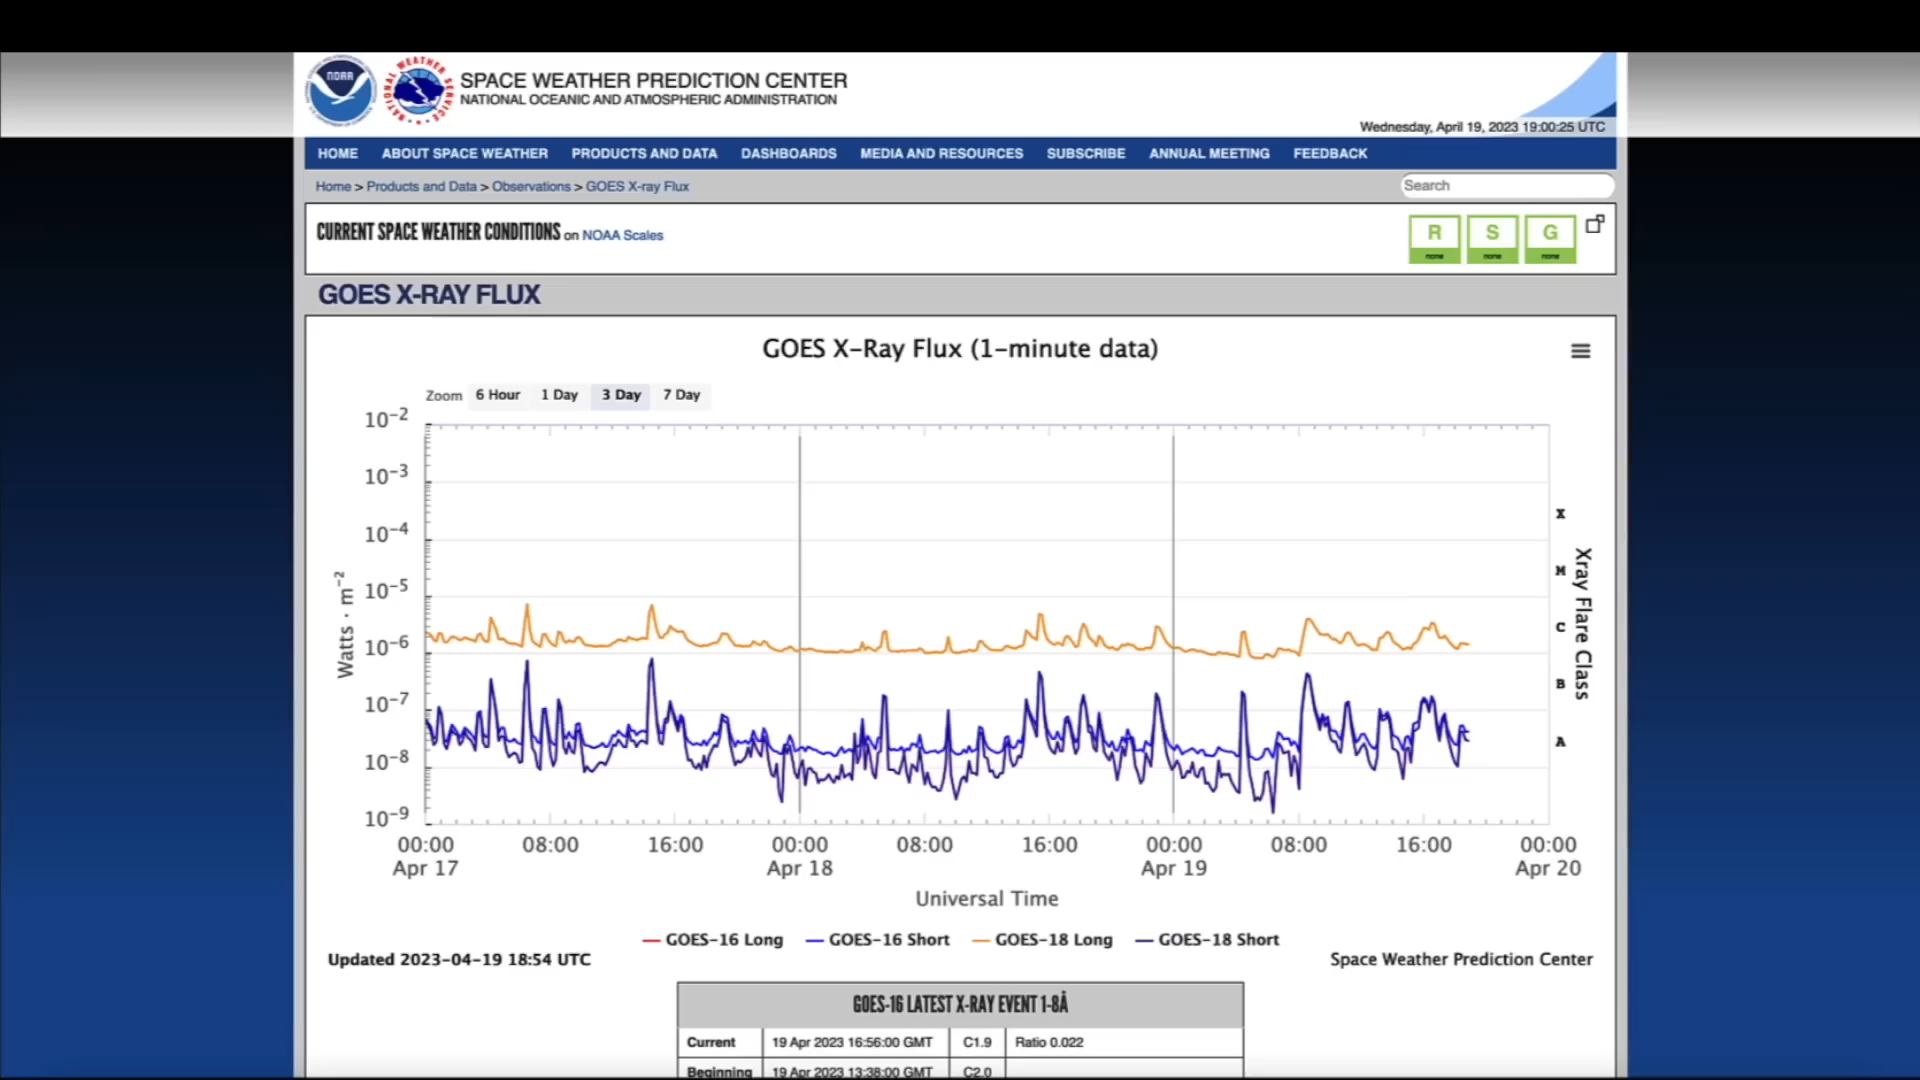 NOAA
NATIONAL WEATHER SERVICE
SPACE WEATHER PREDICTION CENTER
NATIONAL OCEANIC AND ATMOSPHERIC ADMINISTRATION
Wednesday, April 19, 2023 19:00:25 UTC
HOME ABOUT SPACE WEATHER PRODUCTS AND DATA DASHBOARDS MEDIA AND RESOURCES SUBSCRIBE ANNUAL MEETING FEEDBACK
Home > Products and Data > Observations > GOES X-ray Flux
Search
CURRENT SPACE WEATHER CONDITIONS on NOAA Scales
R S G
none none none
GOES X-RAY FLUX
GOES X-Ray Flux (1-minute data)
Zoom 6 Hour 1 Day 3 Day 7 Day
10⁻²
10⁻³
10⁻⁴
10⁻⁵
10⁻⁶
10⁻⁷
10⁻⁸
10⁻⁹
Watts · m⁻²
X
M
C
B
A
Xray Flare Class
00:00 08:00 16:00 00:00 08:00 16:00 00:00 08:00 16:00 00:00
Apr 17 Apr 18 Apr 19 Apr 20
Universal Time
GOES-16 Long GOES-16 Short GOES-18 Long GOES-18 Short
Updated 2023-04-19 18:54 UTC
Space Weather Prediction Center
GOES-16 LATEST X-RAY EVENT 1-8Å
Current 19 Apr 2023 16:56:00 GMT C1.9 Ratio 0.022
Beginning 19 Apr 2023 13:38:00 GMT C2.0